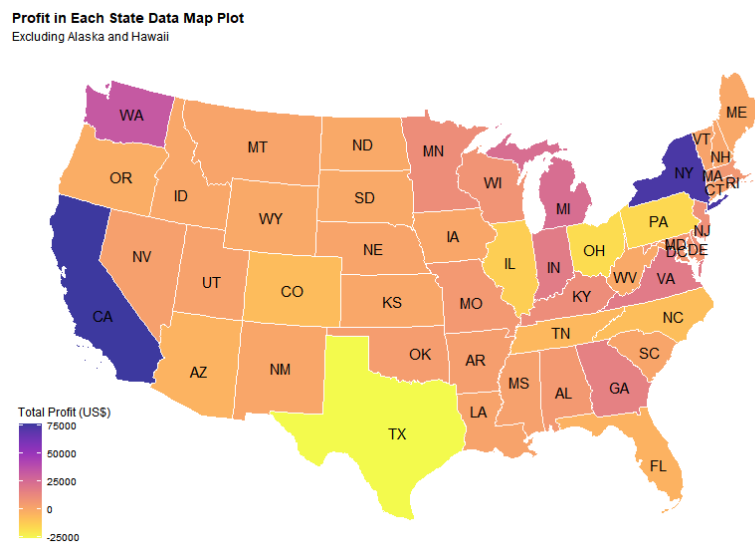 Profit in Each State Data Map Plot
Excluding Alaska and Hawaii
WA
MT
ND
MN
ME
VT
NH
OR
ID
SD
WI
MI
NY
MA
CT
RI
WY
IA
PA
NJ
NV
NE
IL
IN
OH
MD
DC
DE
UT
CO
KS
MO
KY
WV
VA
CA
AZ
NM
OK
AR
TN
NC
SC
TX
LA
MS
AL
GA
FL
Total Profit (US$)
75000
50000
25000
0
-25000